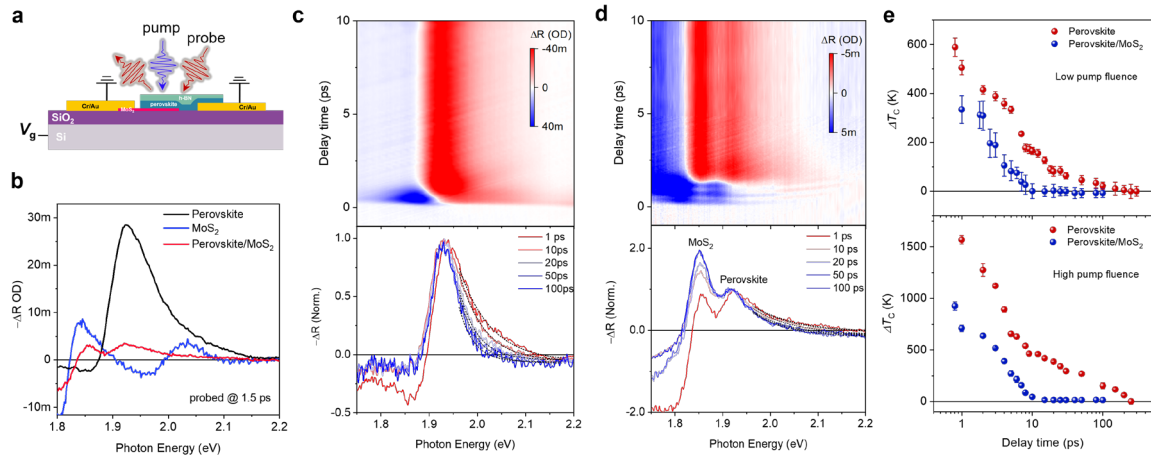 a
pump
probe
h-BN
Cr/Au
MoS₂
perovskite
Cr/Au
SiO₂
Vg
Si
b
30m
20m
10m
0
-10m
−ΔR (OD)
Perovskite
MoS₂
Perovskite/MoS₂
probed @ 1.5 ps
1.8
1.9
2.0
2.1
2.2
Photon Energy (eV)
c
10
5
0
Delay time (ps)
ΔR (OD)
-40m
0
40m
1.0
0.5
0.0
-0.5
−ΔR (Norm.)
1 ps
10ps
20ps
50ps
100ps
1.8
1.9
2.0
2.1
2.2
Photon Energy (eV)
d
10
5
0
Delay time (ps)
ΔR (OD)
-5m
0
5m
2.0
0.0
-2.0
−ΔR (Norm.)
MoS₂
Perovskite
1 ps
10 ps
20 ps
50 ps
100 ps
1.8
1.9
2.0
2.1
2.2
Photon Energy (eV)
e
600
400
200
0
ΔTC (K)
Perovskite
Perovskite/MoS₂
Low pump fluence
1500
1000
500
0
ΔTC (K)
Perovskite
Perovskite/MoS₂
High pump fluence
1
10
100
Delay time (ps)